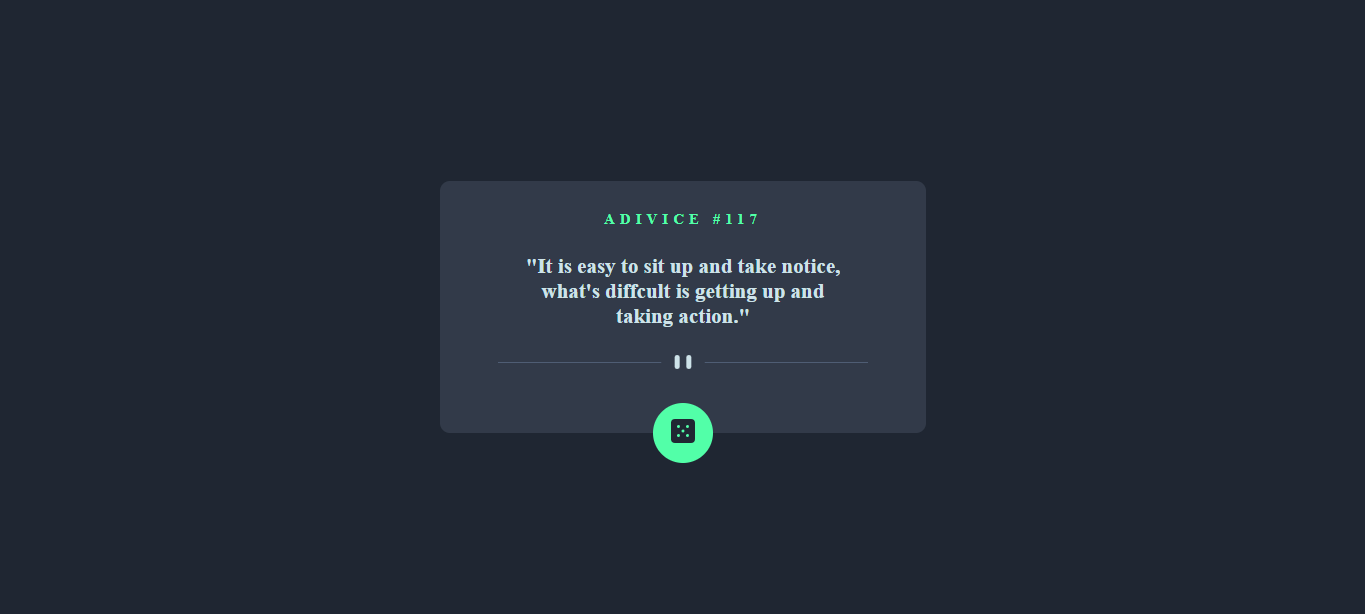 ADIVICE #117
"It is easy to sit up and take notice,
what's diffcult is getting up and
taking action."